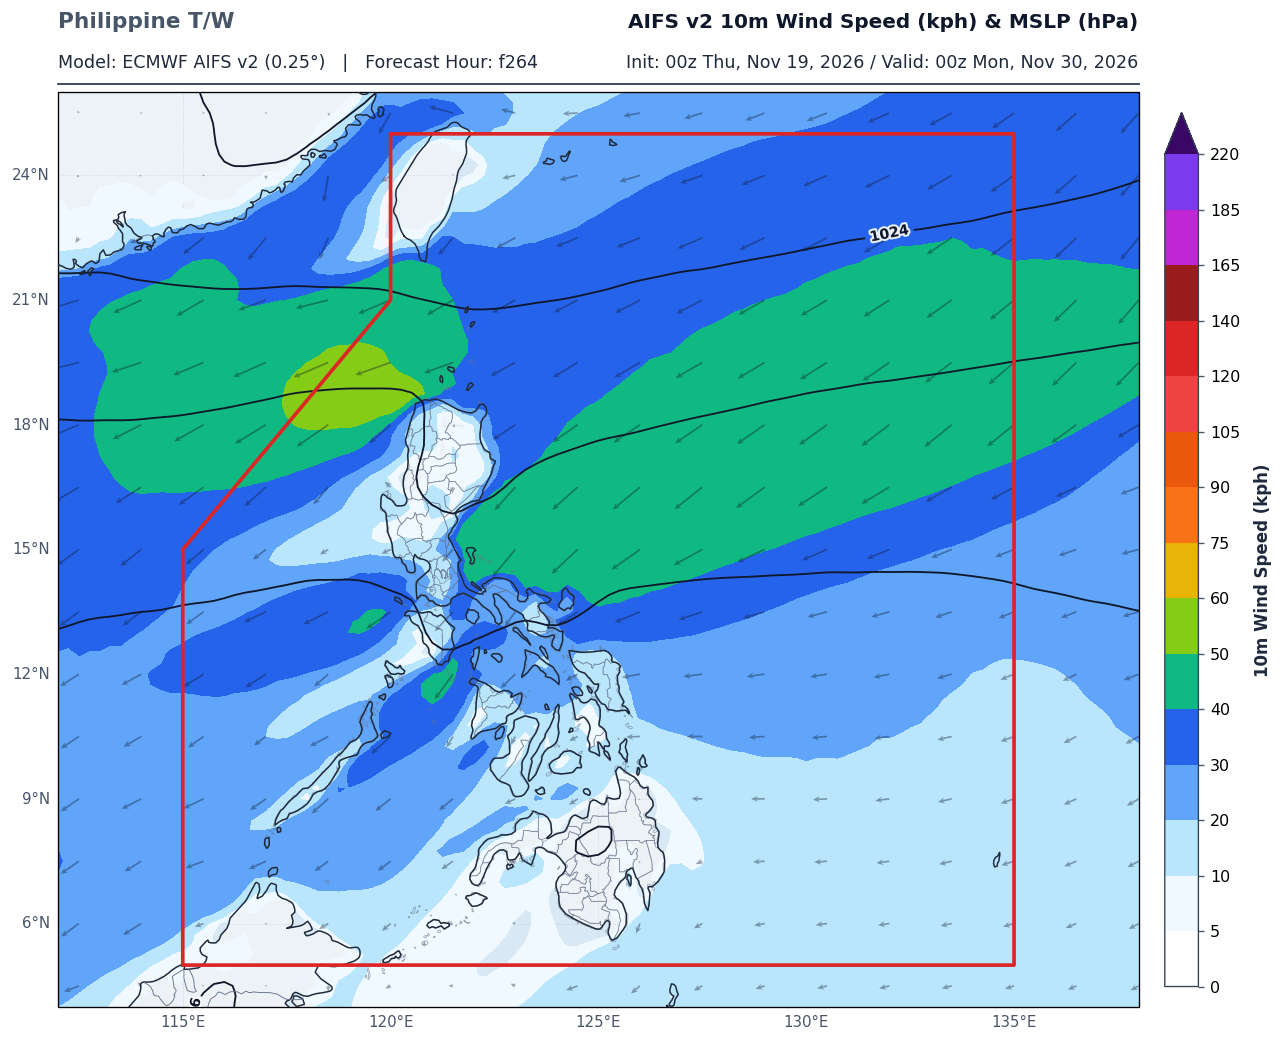 Philippine T/W
AIFS v2 10m Wind Speed (kph) & MSLP (hPa)
Model: ECMWF AIFS v2 (0.25°) | Forecast Hour: f264
Init: 00z Thu, Nov 19, 2026 / Valid: 00z Mon, Nov 30, 2026
24°N
21°N
18°N
15°N
12°N
9°N
6°N
1024
115°E
120°E
125°E
130°E
135°E
220
185
165
140
120
105
90
75
60
50
40
30
20
10
5
0
10m Wind Speed (kph)